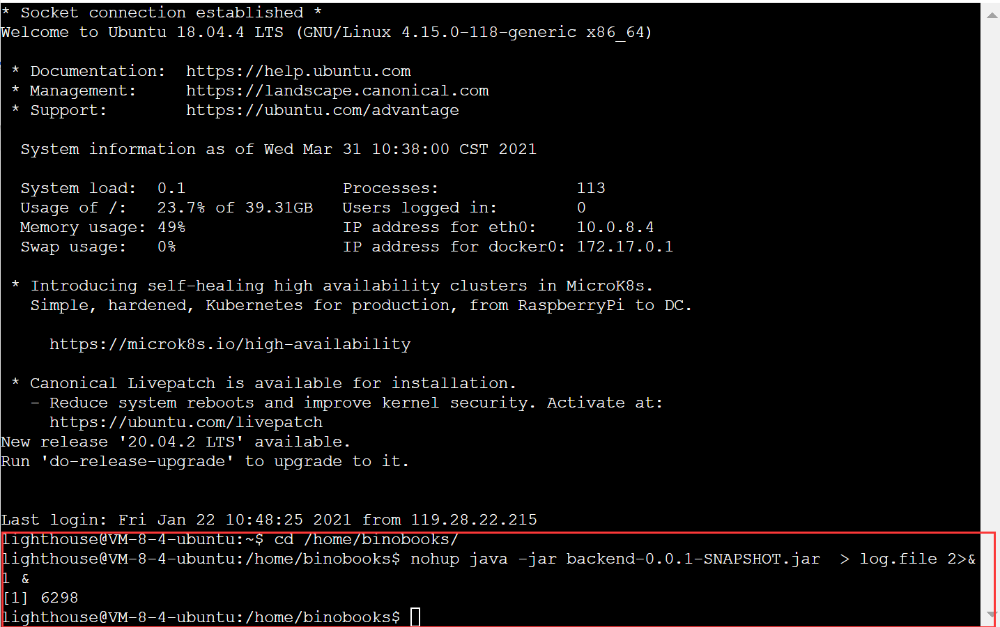 * Socket connection established *
Welcome to Ubuntu 18.04.4 LTS (GNU/Linux 4.15.0-118-generic x86_64)
* Documentation:  https://help.ubuntu.com
* Management:     https://landscape.canonical.com
* Support:        https://ubuntu.com/advantage
System information as of Wed Mar 31 10:38:00 CST 2021
System load:  0.1                Processes:              113
Usage of /:   23.7% of 39.31GB   Users logged in:        0
Memory usage: 49%                IP address for eth0:    10.0.8.4
Swap usage:   0%                 IP address for docker0: 172.17.0.1
* Introducing self-healing high availability clusters in MicroK8s.
Simple, hardened, Kubernetes for production, from RaspberryPi to DC.
https://microk8s.io/high-availability
* Canonical Livepatch is available for installation.
- Reduce system reboots and improve kernel security. Activate at:
https://ubuntu.com/livepatch
New release '20.04.2 LTS' available.
Run 'do-release-upgrade' to upgrade to it.
Last login: Fri Jan 22 10:48:25 2021 from 119.28.22.215
lighthouse@VM-8-4-ubuntu:~$ cd /home/binobooks/
lighthouse@VM-8-4-ubuntu:/home/binobooks$ nohup java -jar backend-0.0.1-SNAPSHOT.jar  > log.file 2>&
1 &
[1] 6298
lighthouse@VM-8-4-ubuntu:/home/binobooks$